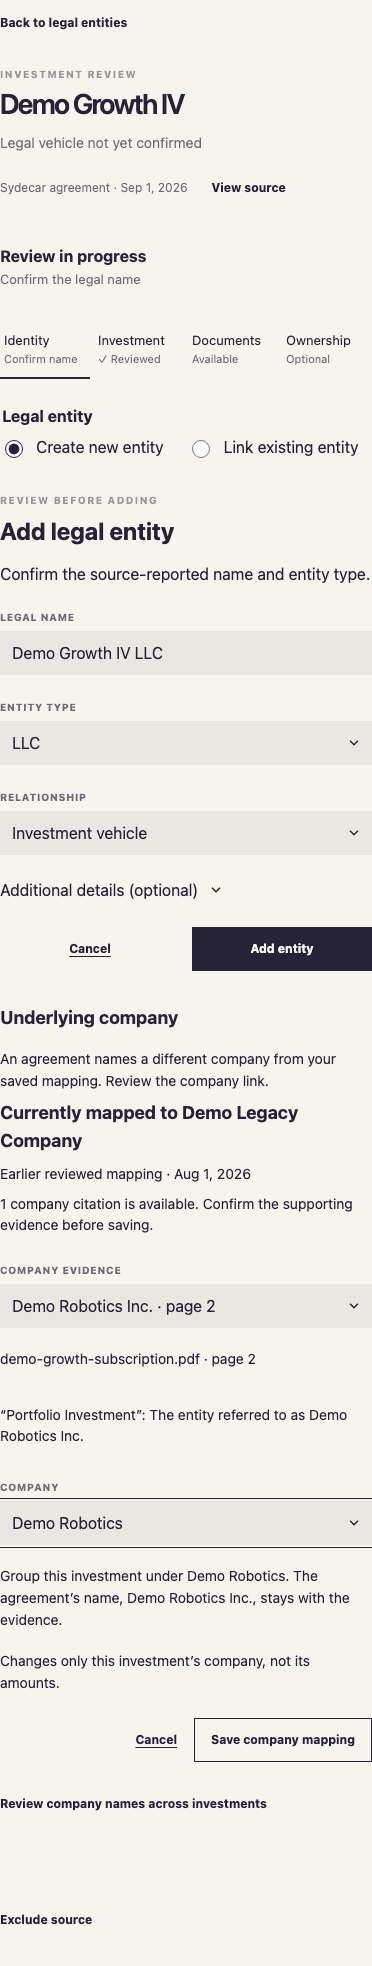 Back to legal entities
INVESTMENT REVIEW
Demo Growth IV
Legal vehicle not yet confirmed
Sydecar agreement · Sep 1, 2026 View source
Review in progress
Confirm the legal name
Identity Investment Documents Ownership
Confirm name ✓ Reviewed Available Optional
Legal entity
Create new entity Link existing entity
REVIEW BEFORE ADDING
Add legal entity
Confirm the source-reported name and entity type.
LEGAL NAME
Demo Growth IV LLC
ENTITY TYPE
LLC
RELATIONSHIP
Investment vehicle
Additional details (optional)
Cancel Add entity
Underlying company
An agreement names a different company from your
saved mapping. Review the company link.
Currently mapped to Demo Legacy
Company
Earlier reviewed mapping · Aug 1, 2026
1 company citation is available. Confirm the supporting
evidence before saving.
COMPANY EVIDENCE
Demo Robotics Inc. · page 2
demo-growth-subscription.pdf · page 2
“Portfolio Investment”: The entity referred to as Demo
Robotics Inc.
COMPANY
Demo Robotics
Group this investment under Demo Robotics. The
agreement’s name, Demo Robotics Inc., stays with the
evidence.
Changes only this investment’s company, not its
amounts.
Cancel Save company mapping
Review company names across investments
Exclude source